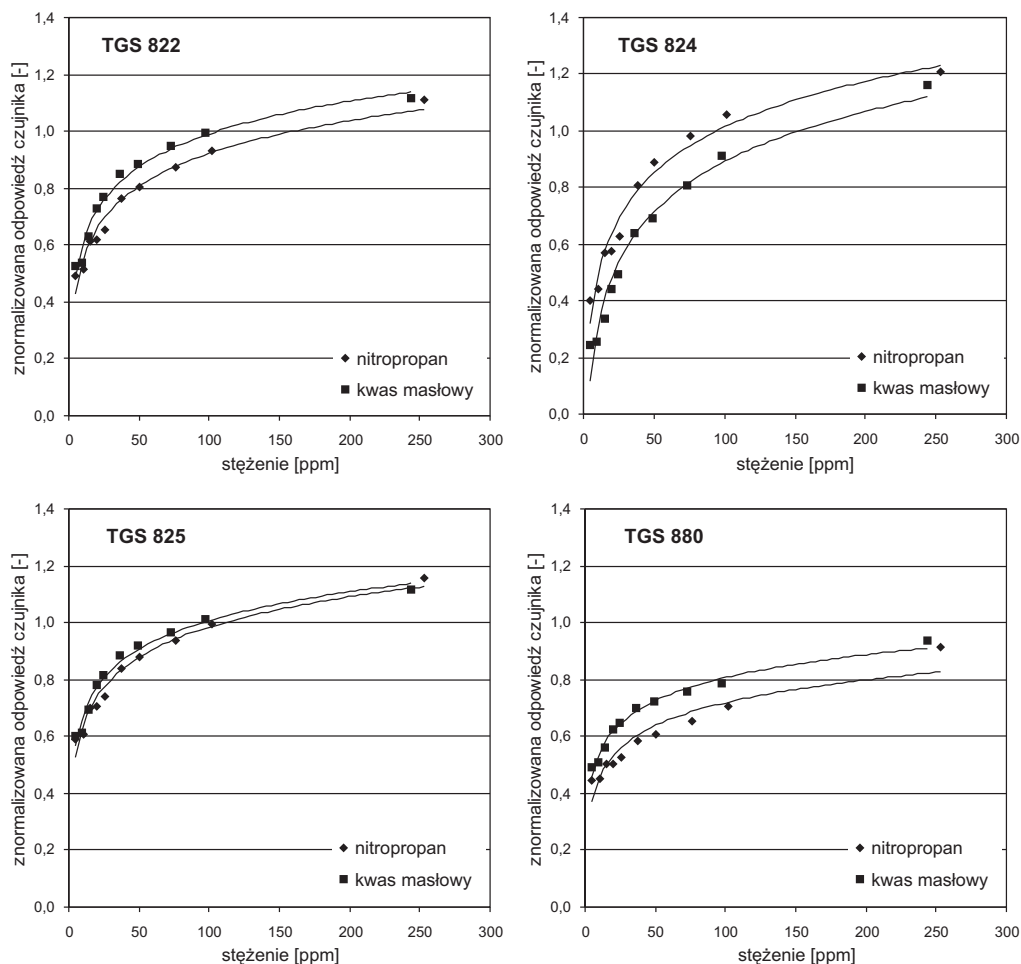 TGS 822
znormalizowana odpowiedź czujnika [-]
1,4
1,2
1,0
0,8
0,6
0,4
0,2
0,0
nitropropan
kwas masłowy
0 50 100 150 200 250 300
stężenie [ppm]
TGS 824
znormalizowana odpowiedź czujnika [-]
1,4
1,2
1,0
0,8
0,6
0,4
0,2
0,0
nitropropan
kwas masłowy
0 50 100 150 200 250 300
stężenie [ppm]
TGS 825
znormalizowana odpowiedź czujnika [-]
1,4
1,2
1,0
0,8
0,6
0,4
0,2
0,0
nitropropan
kwas masłowy
0 50 100 150 200 250 300
stężenie [ppm]
TGS 880
znormalizowana odpowiedź czujnika [-]
1,4
1,2
1,0
0,8
0,6
0,4
0,2
0,0
nitropropan
kwas masłowy
0 50 100 150 200 250 300
stężenie [ppm]